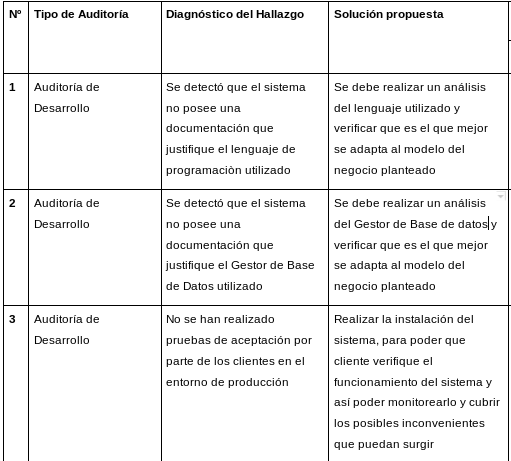 Nº Tipo de Auditoría Diagnóstico del Hallazgo Solución propuesta
1 Auditoría de
Desarrollo
Se detectó que el sistema
no posee una
documentación que
justifique el lenguaje de
programaciòn utilizado
Se debe realizar un análisis
del lenguaje utilizado y
verificar que es el que mejor
se adapta al modelo del
negocio planteado
2 Auditoría de
Desarrollo
Se detectó que el sistema
no posee una
documentación que
justifique el Gestor de Base
de Datos utilizado
Se debe realizar un análisis
del Gestor de Base de datos y
verificar que es el que mejor
se adapta al modelo del
negocio planteado
3 Auditoría de
Desarrollo
No se han realizado
pruebas de aceptación por
parte de los clientes en el
entorno de producción
Realizar la instalación del
sistema, para poder que
cliente verifique el
funcionamiento del sistema y
así poder monitorearlo y cubrir
los posibles inconvenientes
que puedan surgir